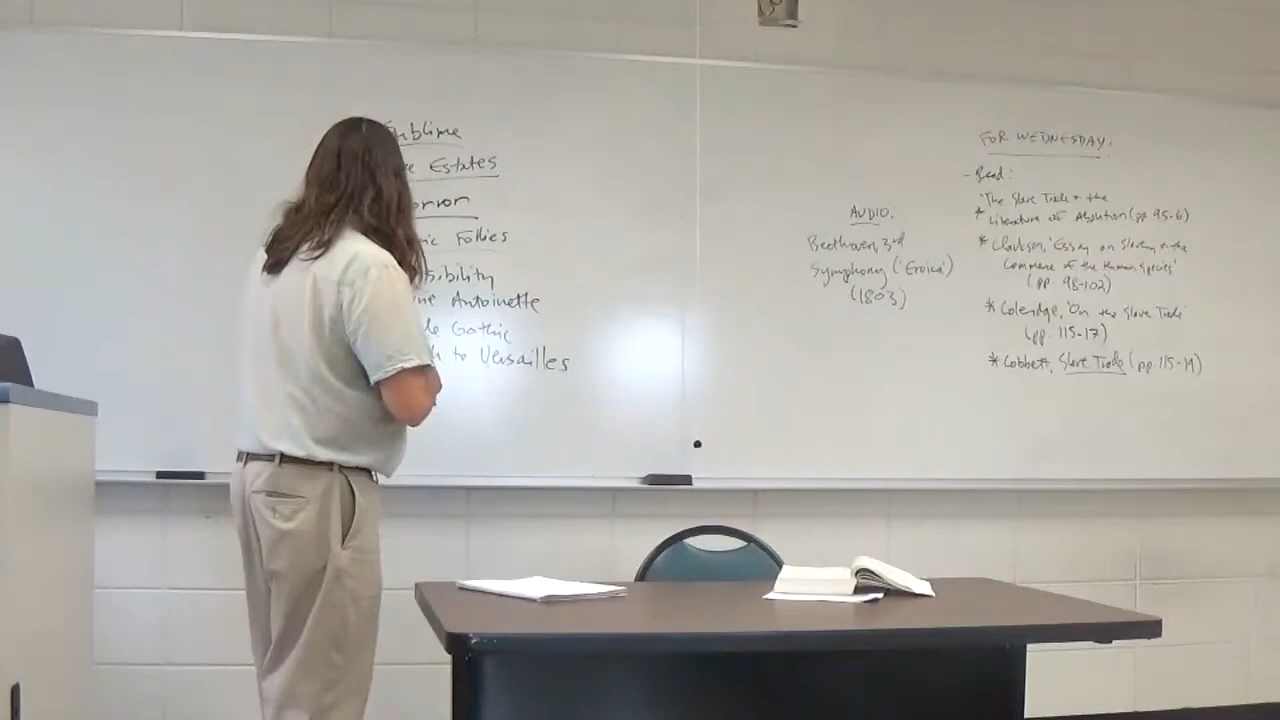 Sublime
Estates
Follies
Antoinette
Gothic
to Versailles
AUDIO:
Beethoven, 3rd
Symphony ('Eroica')
(1803)
FOR WEDNESDAY:
- Read:
"The Slave Trade + the
* Literature of Abolition (pp 95-6)
* Clarkson, 'Essay on Slavery + the
Commerce of the Human Species'
(pp. 98-102)
* Coleridge, 'On the Slave Trade'
(pp. 115-17)
* Cobbett, Slave Trade (pp. 115-